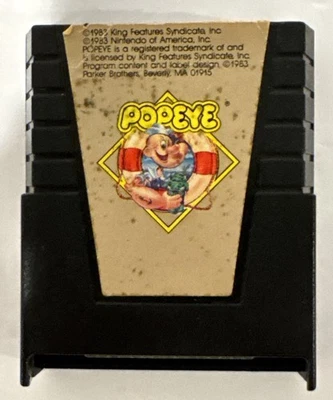 ©1983 King Features Syndicate, Inc.
©1983 Nintendo of America, Inc.
POPEYE is a registered trademark of and
is licensed by King Features Syndicate, Inc.
Program content and label design, ©1983
Parker Brothers, Beverly, MA 01915
POPEYE